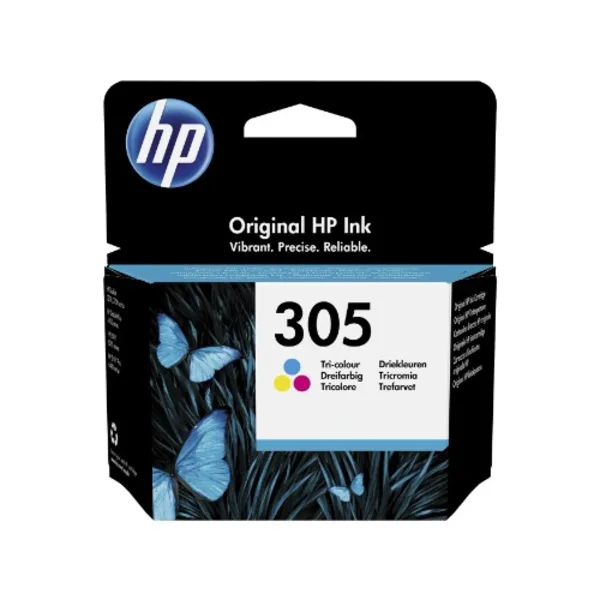 hp
Original HP Ink
Vibrant. Precise. Reliable.
305
Tri-colour
Dreifarbig
Tricolore
Driekleuren
Tricromia
Trefarvet